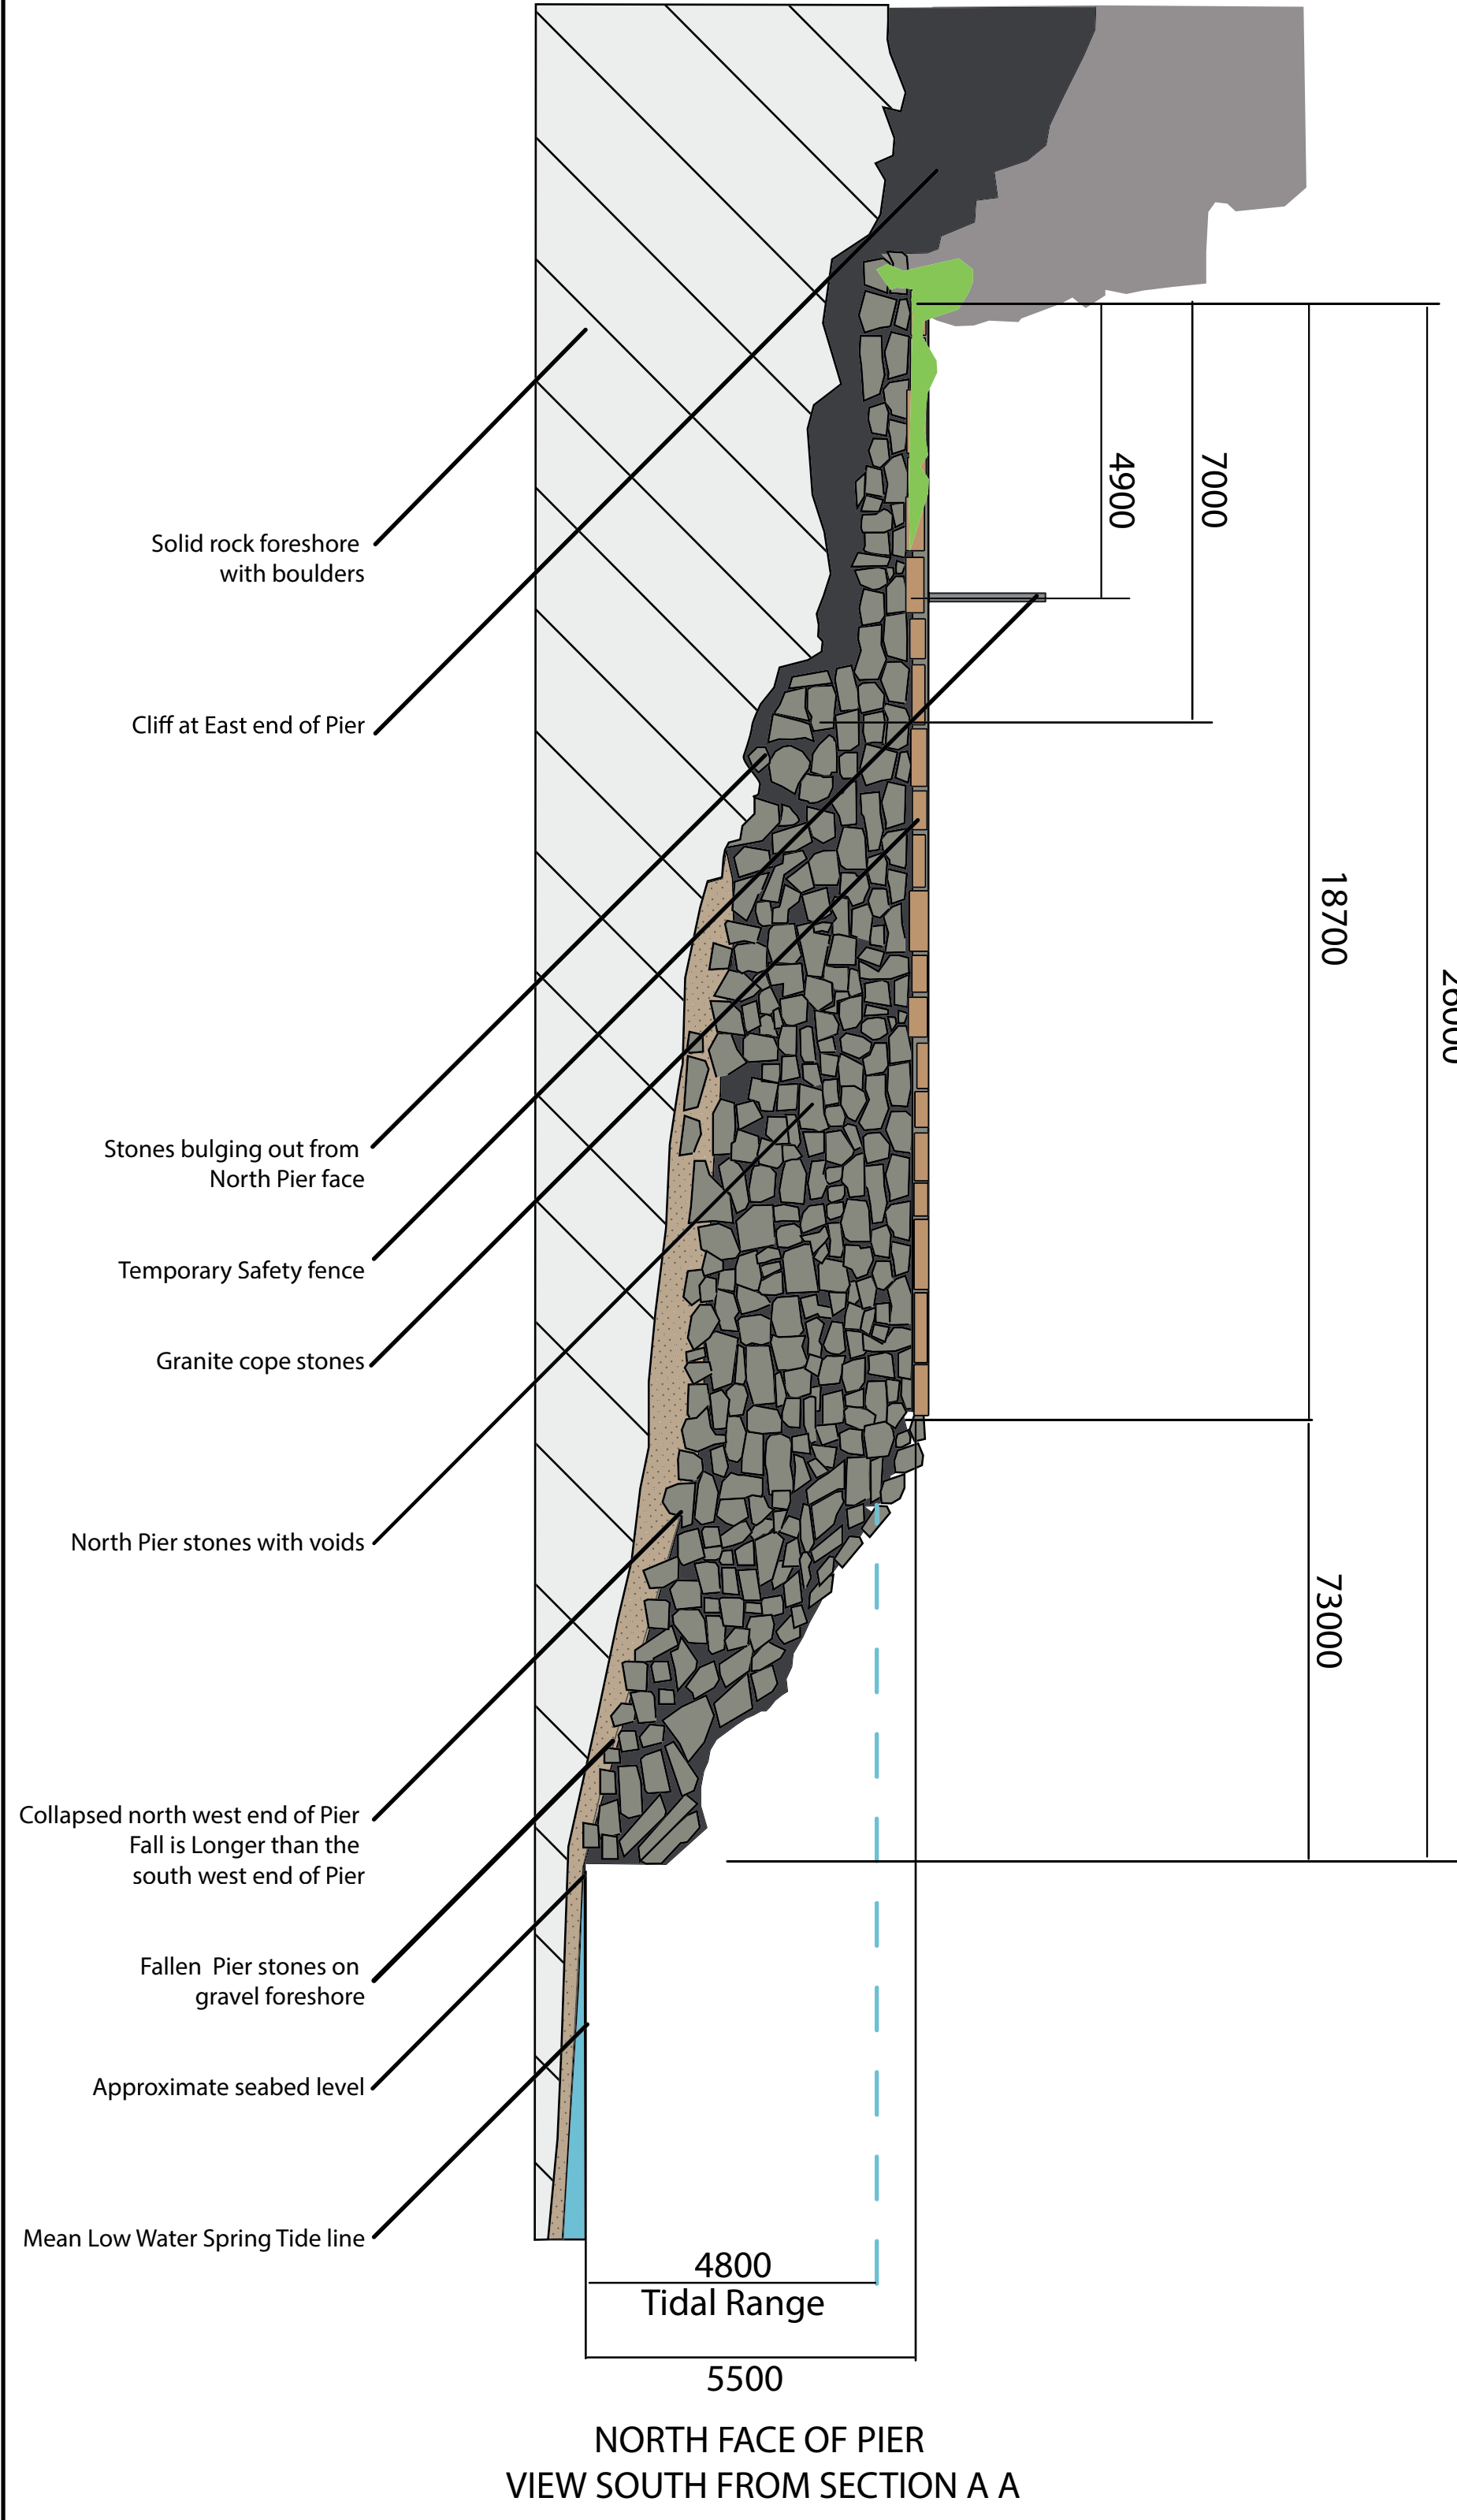 4900
7000
Solid rock foreshore
with boulders
Cliff at East end of Pier
18700
26000
Stones bulging out from
North Pier face
Temporary Safety fence
Granite cope stones
North Pier stones with voids
73000
Collapsed north west end of Pier
Fall is Longer than the
south west end of Pier
Fallen Pier stones on
gravel foreshore
Approximate seabed level
Mean Low Water Spring Tide line
4800
Tidal Range
5500
NORTH FACE OF PIER
VIEW SOUTH FROM SECTION A A